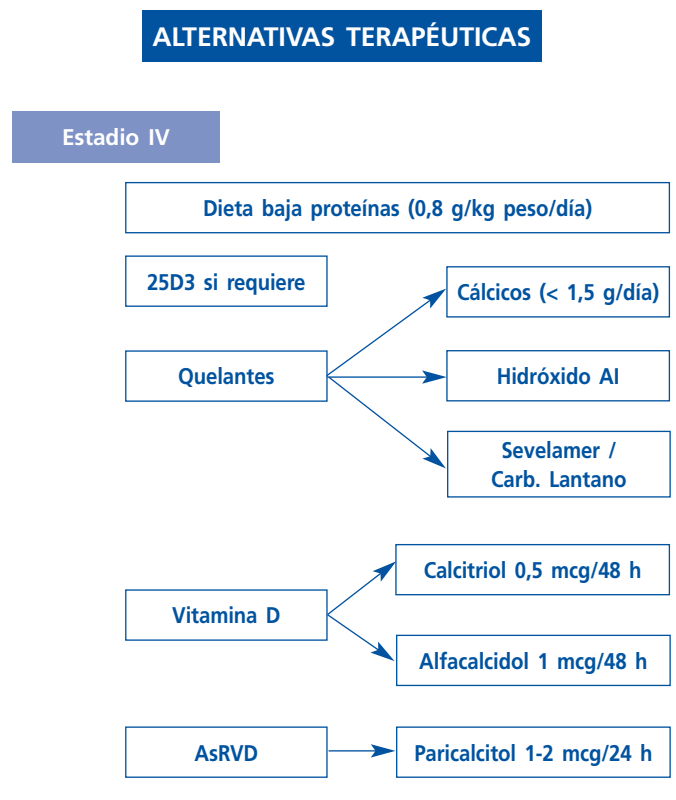 ALTERNATIVAS TERAPÉUTICAS
Estadio IV
Dieta baja proteínas (0,8 g/kg peso/día)
25D3 si requiere
Cálcicos (< 1,5 g/día)
Quelantes
Hidróxido Al
Sevelamer /
Carb. Lantano
Calcitriol 0,5 mcg/48 h
Vitamina D
Alfacalcidol 1 mcg/48 h
AsRVD
Paricalcitol 1-2 mcg/24 h